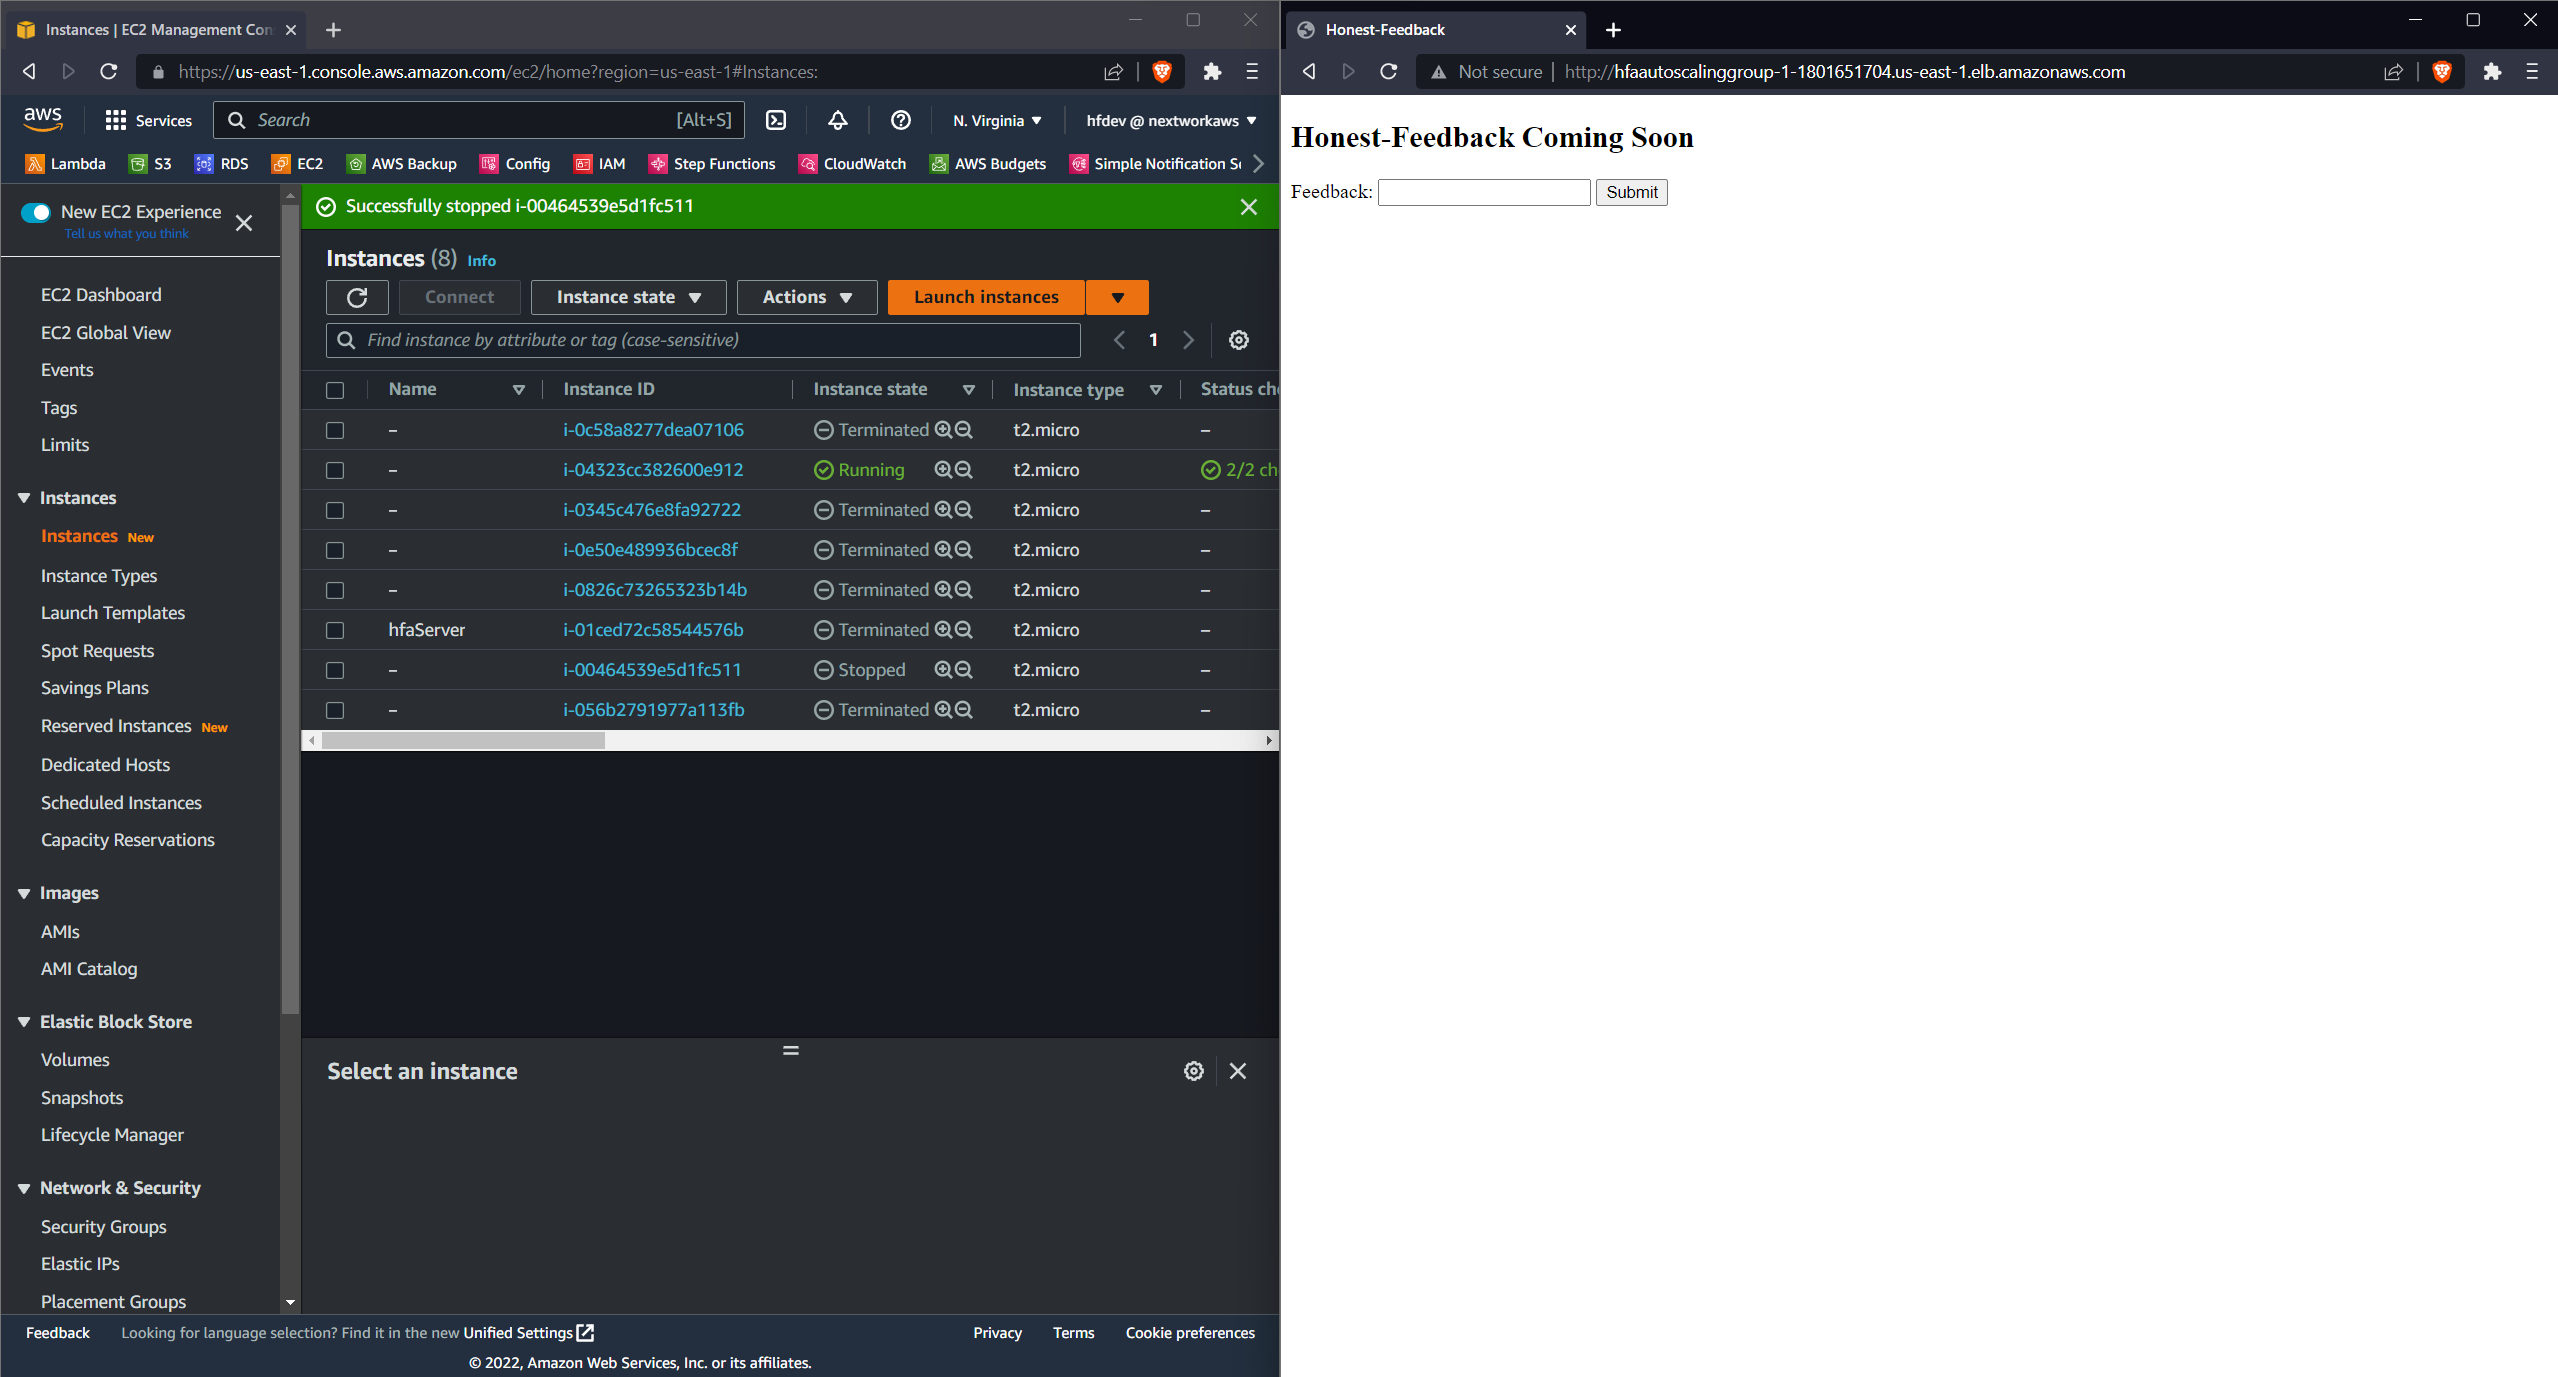 Instances | EC2 Management Con
https://us-east-1.console.aws.amazon.com/ec2/home?region=us-east-1#Instances:
aws Services Search [Alt+S] N. Virginia hfdev @ nextworkaws
Lambda S3 RDS EC2 AWS Backup Config IAM Step Functions CloudWatch AWS Budgets Simple Notification Se
New EC2 Experience
Tell us what you think
EC2 Dashboard
EC2 Global View
Events
Tags
Limits
Instances
Instances New
Instance Types
Launch Templates
Spot Requests
Savings Plans
Reserved Instances New
Dedicated Hosts
Scheduled Instances
Capacity Reservations
Images
AMIs
AMI Catalog
Elastic Block Store
Volumes
Snapshots
Lifecycle Manager
Network & Security
Security Groups
Elastic IPs
Placement Groups
Successfully stopped i-00464539e5d1fc511
Instances (8) Info
Connect Instance state Actions Launch instances
Find instance by attribute or tag (case-sensitive) 1
Name Instance ID Instance state Instance type Status che
– i-0c58a8277dea07106 Terminated t2.micro –
– i-04323cc382600e912 Running t2.micro 2/2 ch
– i-0345c476e8fa92722 Terminated t2.micro –
– i-0e50e489936bcec8f Terminated t2.micro –
– i-0826c73265323b14b Terminated t2.micro –
hfaServer i-01ced72c58544576b Terminated t2.micro –
– i-00464539e5d1fc511 Stopped t2.micro –
– i-056b2791977a113fb Terminated t2.micro –
Select an instance
Feedback Looking for language selection? Find it in the new Unified Settings Privacy Terms Cookie preferences
© 2022, Amazon Web Services, Inc. or its affiliates.
Honest-Feedback
Not secure http://hfaautoscalinggroup-1-1801651704.us-east-1.elb.amazonaws.com
Honest-Feedback Coming Soon
Feedback: Submit